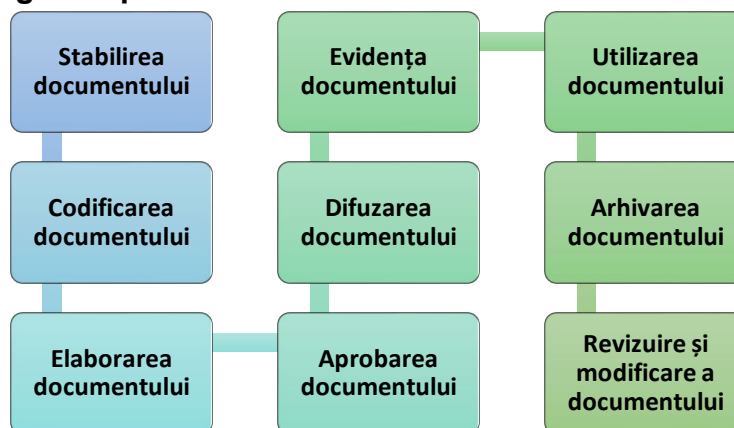 Stabilirea
documentului
Codificarea
documentului
Elaborarea
documentului
Aprobarea
documentului
Difuzarea
documentului
Evidența
documentului
Utilizarea
documentului
Arhivarea
documentului
Revizuire și
modificare a
documentului